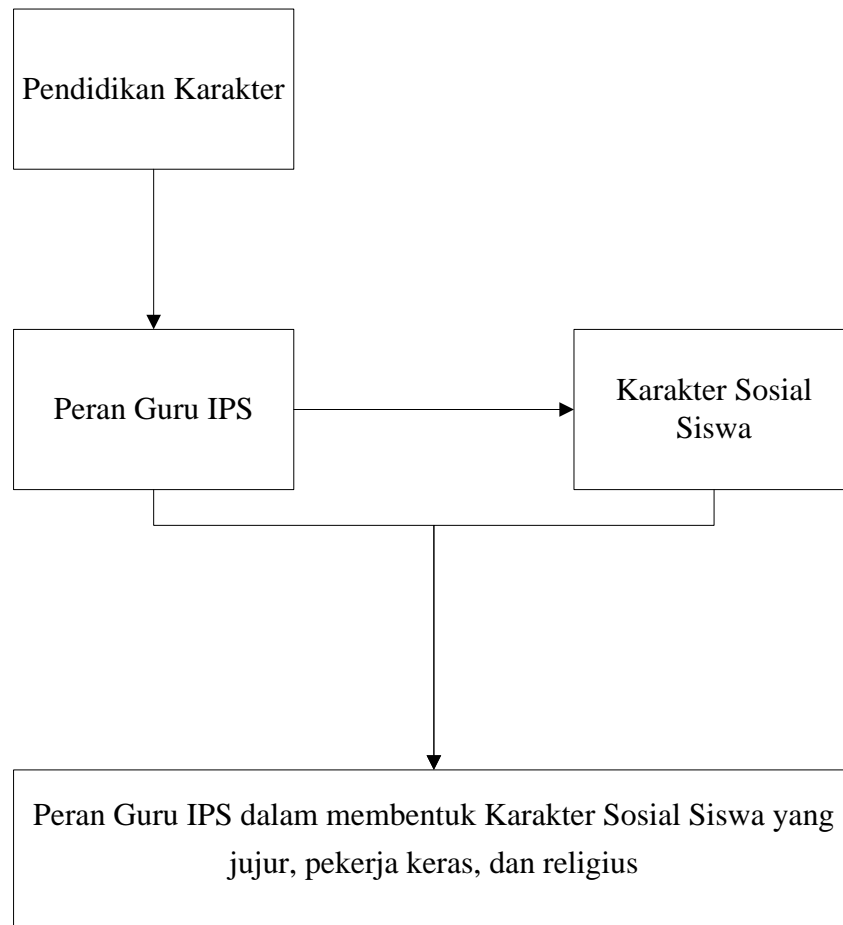 Pendidikan Karakter
Peran Guru IPS
Karakter Sosial
Siswa
Peran Guru IPS dalam membentuk Karakter Sosial Siswa yang
jujur, pekerja keras, dan religius